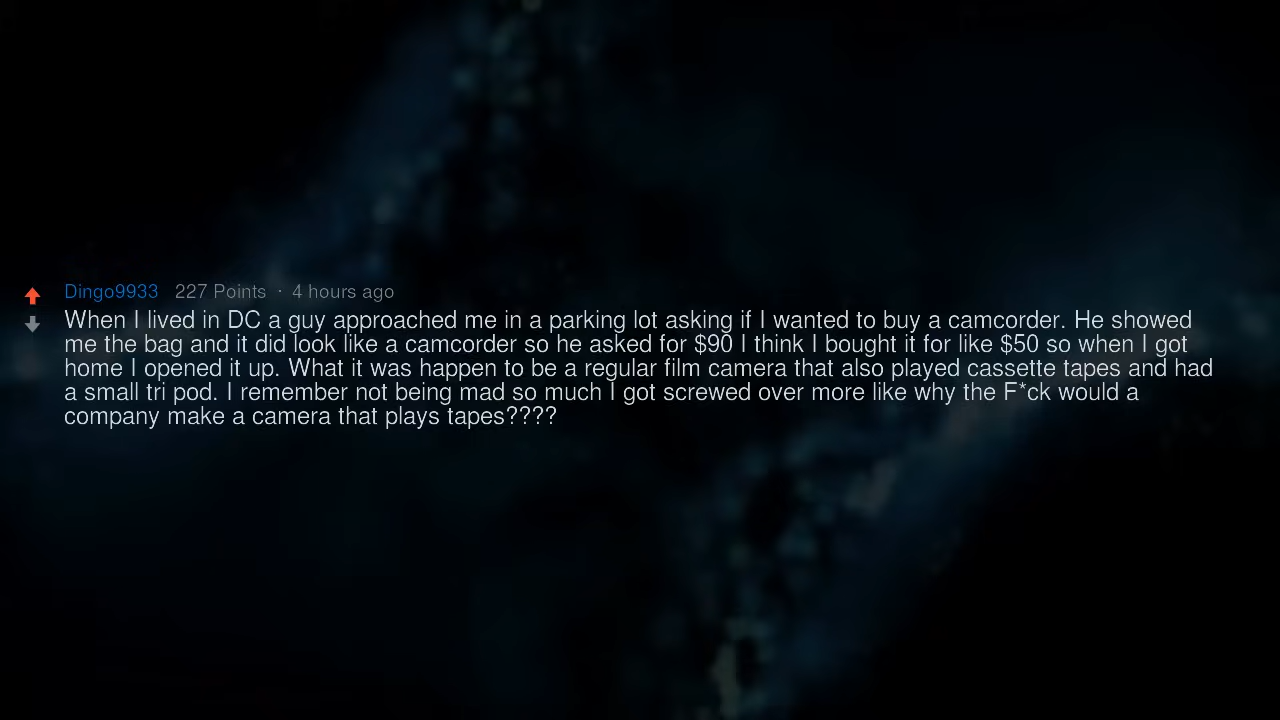 Dingo9933 227 Points · 4 hours ago
When I lived in DC a guy approached me in a parking lot asking if I wanted to buy a camcorder. He showed
me the bag and it did look like a camcorder so he asked for $90 I think I bought it for like $50 so when I got
home I opened it up. What it was happen to be a regular film camera that also played cassette tapes and had
a small tri pod. I remember not being mad so much I got screwed over more like why the F*ck would a
company make a camera that plays tapes????